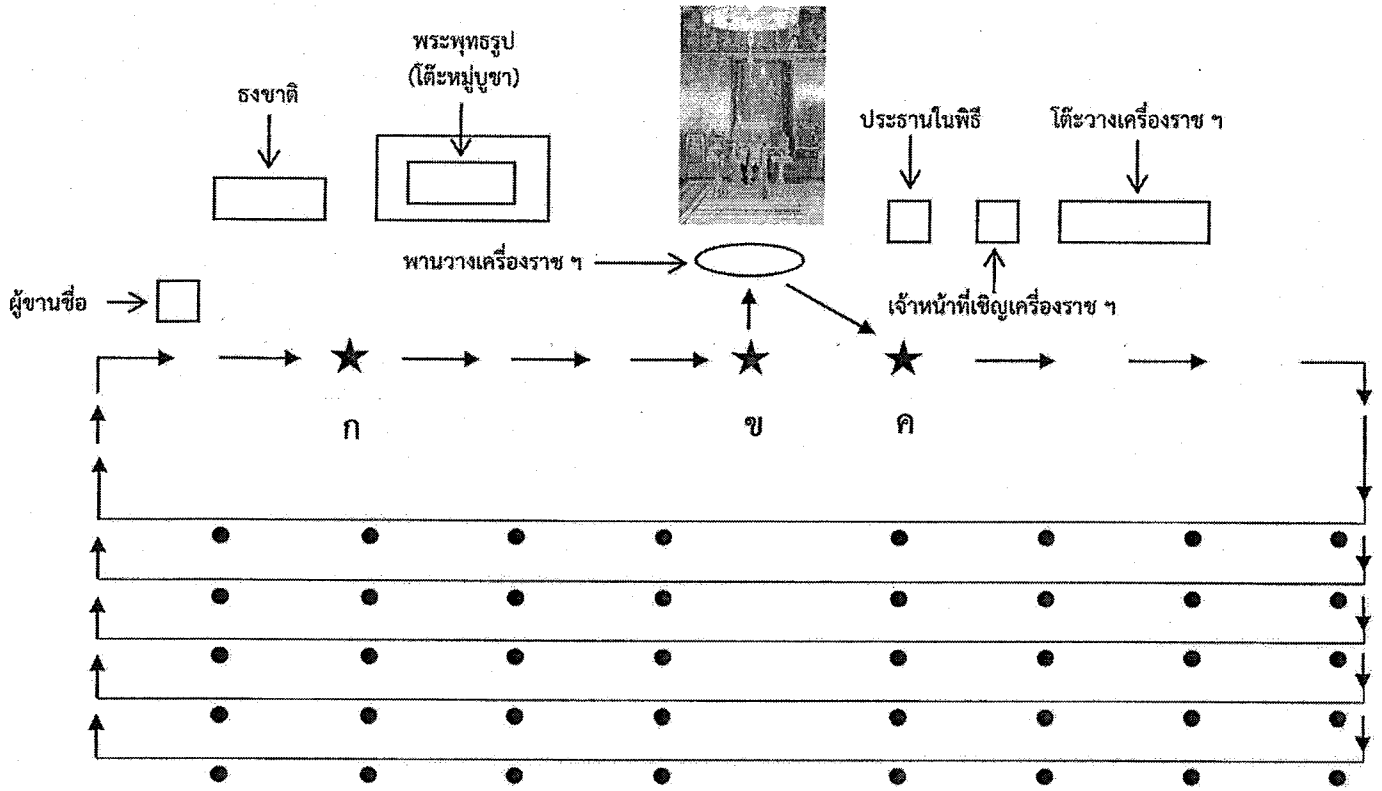 พระพุทธรูป
(โต๊ะหมู่บูชา)
ธงชาติ
ประธานในพิธี
โต๊ะวางเครื่องราช ฯ
พานวางเครื่องราช ฯ
ผู้ขานชื่อ
เจ้าหน้าที่เชิญเครื่องราช ฯ
ก
ข
ค